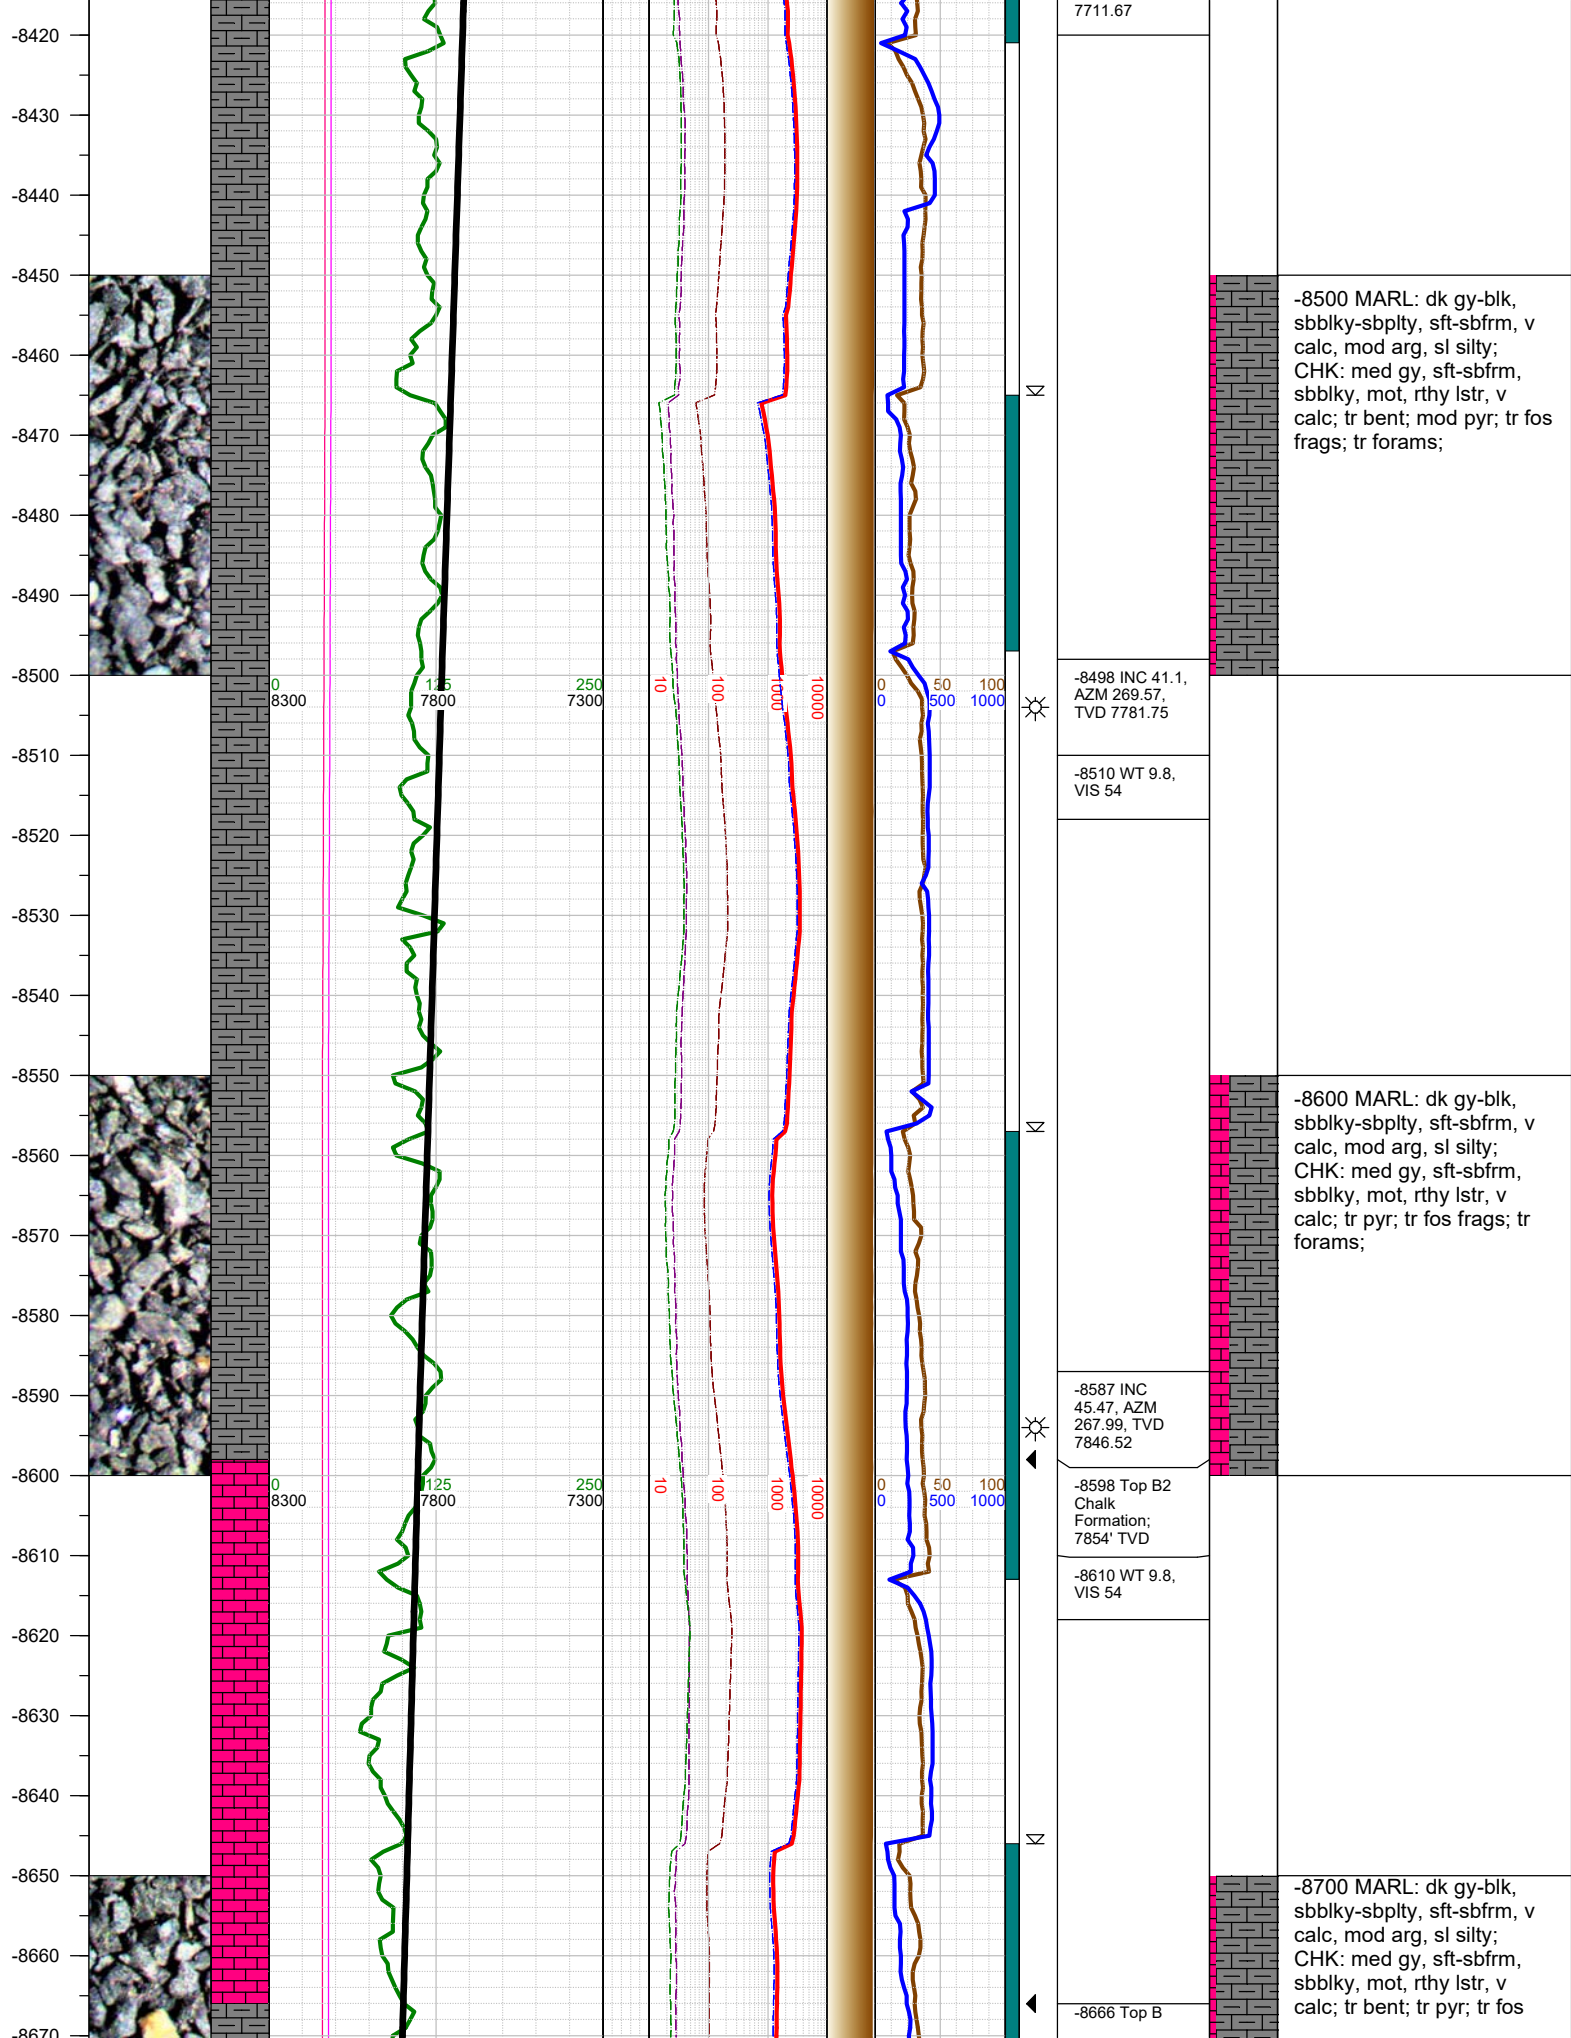 7711.67
-8420
-8430
-8440
-8450
-8500 MARL: dk gy-blk,
sbblky-sbplty, sft-sbfrm, v
calc, mod arg, sl silty;
CHK: med gy, sft-sbfrm,
sbblky, mot, rthy lstr, v
calc; tr bent; mod pyr; tr fos
frags; tr forams;
-8460
-8470
-8480
-8490
-8500
0 125 250
8300 7800 7300
10 100 1000 10000
0 50 100
0 500 1000
-8498 INC 41.1,
AZM 269.57,
TVD 7781.75
-8510
-8510 WT 9.8,
VIS 54
-8520
-8530
-8540
-8550
-8600 MARL: dk gy-blk,
sbblky-sbplty, sft-sbfrm, v
calc, mod arg, sl silty;
CHK: med gy, sft-sbfrm,
sbblky, mot, rthy lstr, v
calc; tr pyr; tr fos frags; tr
forams;
-8560
-8570
-8580
-8590
-8587 INC
45.47, AZM
267.99, TVD
7846.52
-8600
0 125 250
8300 7800 7300
10 100 1000 10000
0 50 100
0 500 1000
-8598 Top B2
Chalk
Formation;
7854' TVD
-8610
-8610 WT 9.8,
VIS 54
-8620
-8630
-8640
-8650
-8700 MARL: dk gy-blk,
sbblky-sbplty, sft-sbfrm, v
calc, mod arg, sl silty;
CHK: med gy, sft-sbfrm,
sbblky, mot, rthy lstr, v
calc; tr bent; tr pyr; tr fos
-8660
-8666 Top B
-8670